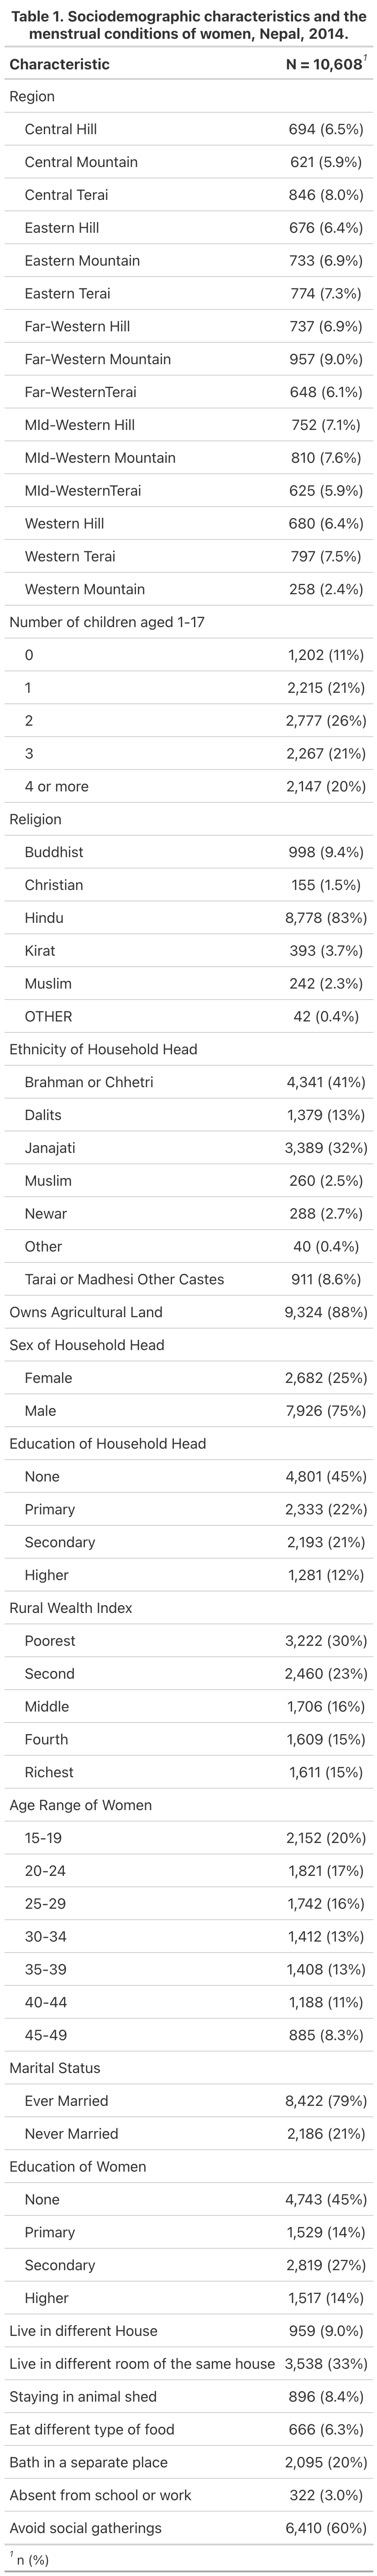 Table 1. Sociodemographic characteristics and the
menstrual conditions of women, Nepal, 2014.
Characteristic N = 10,608¹
Region
Central Hill 694 (6.5%)
Central Mountain 621 (5.9%)
Central Terai 846 (8.0%)
Eastern Hill 676 (6.4%)
Eastern Mountain 733 (6.9%)
Eastern Terai 774 (7.3%)
Far-Western Hill 737 (6.9%)
Far-Western Mountain 957 (9.0%)
Far-WesternTerai 648 (6.1%)
MId-Western Hill 752 (7.1%)
MId-Western Mountain 810 (7.6%)
MId-WesternTerai 625 (5.9%)
Western Hill 680 (6.4%)
Western Terai 797 (7.5%)
Western Mountain 258 (2.4%)
Number of children aged 1-17
0 1,202 (11%)
1 2,215 (21%)
2 2,777 (26%)
3 2,267 (21%)
4 or more 2,147 (20%)
Religion
Buddhist 998 (9.4%)
Christian 155 (1.5%)
Hindu 8,778 (83%)
Kirat 393 (3.7%)
Muslim 242 (2.3%)
OTHER 42 (0.4%)
Ethnicity of Household Head
Brahman or Chhetri 4,341 (41%)
Dalits 1,379 (13%)
Janajati 3,389 (32%)
Muslim 260 (2.5%)
Newar 288 (2.7%)
Other 40 (0.4%)
Tarai or Madhesi Other Castes 911 (8.6%)
Owns Agricultural Land 9,324 (88%)
Sex of Household Head
Female 2,682 (25%)
Male 7,926 (75%)
Education of Household Head
None 4,801 (45%)
Primary 2,333 (22%)
Secondary 2,193 (21%)
Higher 1,281 (12%)
Rural Wealth Index
Poorest 3,222 (30%)
Second 2,460 (23%)
Middle 1,706 (16%)
Fourth 1,609 (15%)
Richest 1,611 (15%)
Age Range of Women
15-19 2,152 (20%)
20-24 1,821 (17%)
25-29 1,742 (16%)
30-34 1,412 (13%)
35-39 1,408 (13%)
40-44 1,188 (11%)
45-49 885 (8.3%)
Marital Status
Ever Married 8,422 (79%)
Never Married 2,186 (21%)
Education of Women
None 4,743 (45%)
Primary 1,529 (14%)
Secondary 2,819 (27%)
Higher 1,517 (14%)
Live in different House 959 (9.0%)
Live in different room of the same house 3,538 (33%)
Staying in animal shed 896 (8.4%)
Eat different type of food 666 (6.3%)
Bath in a separate place 2,095 (20%)
Absent from school or work 322 (3.0%)
Avoid social gatherings 6,410 (60%)
¹ n (%)